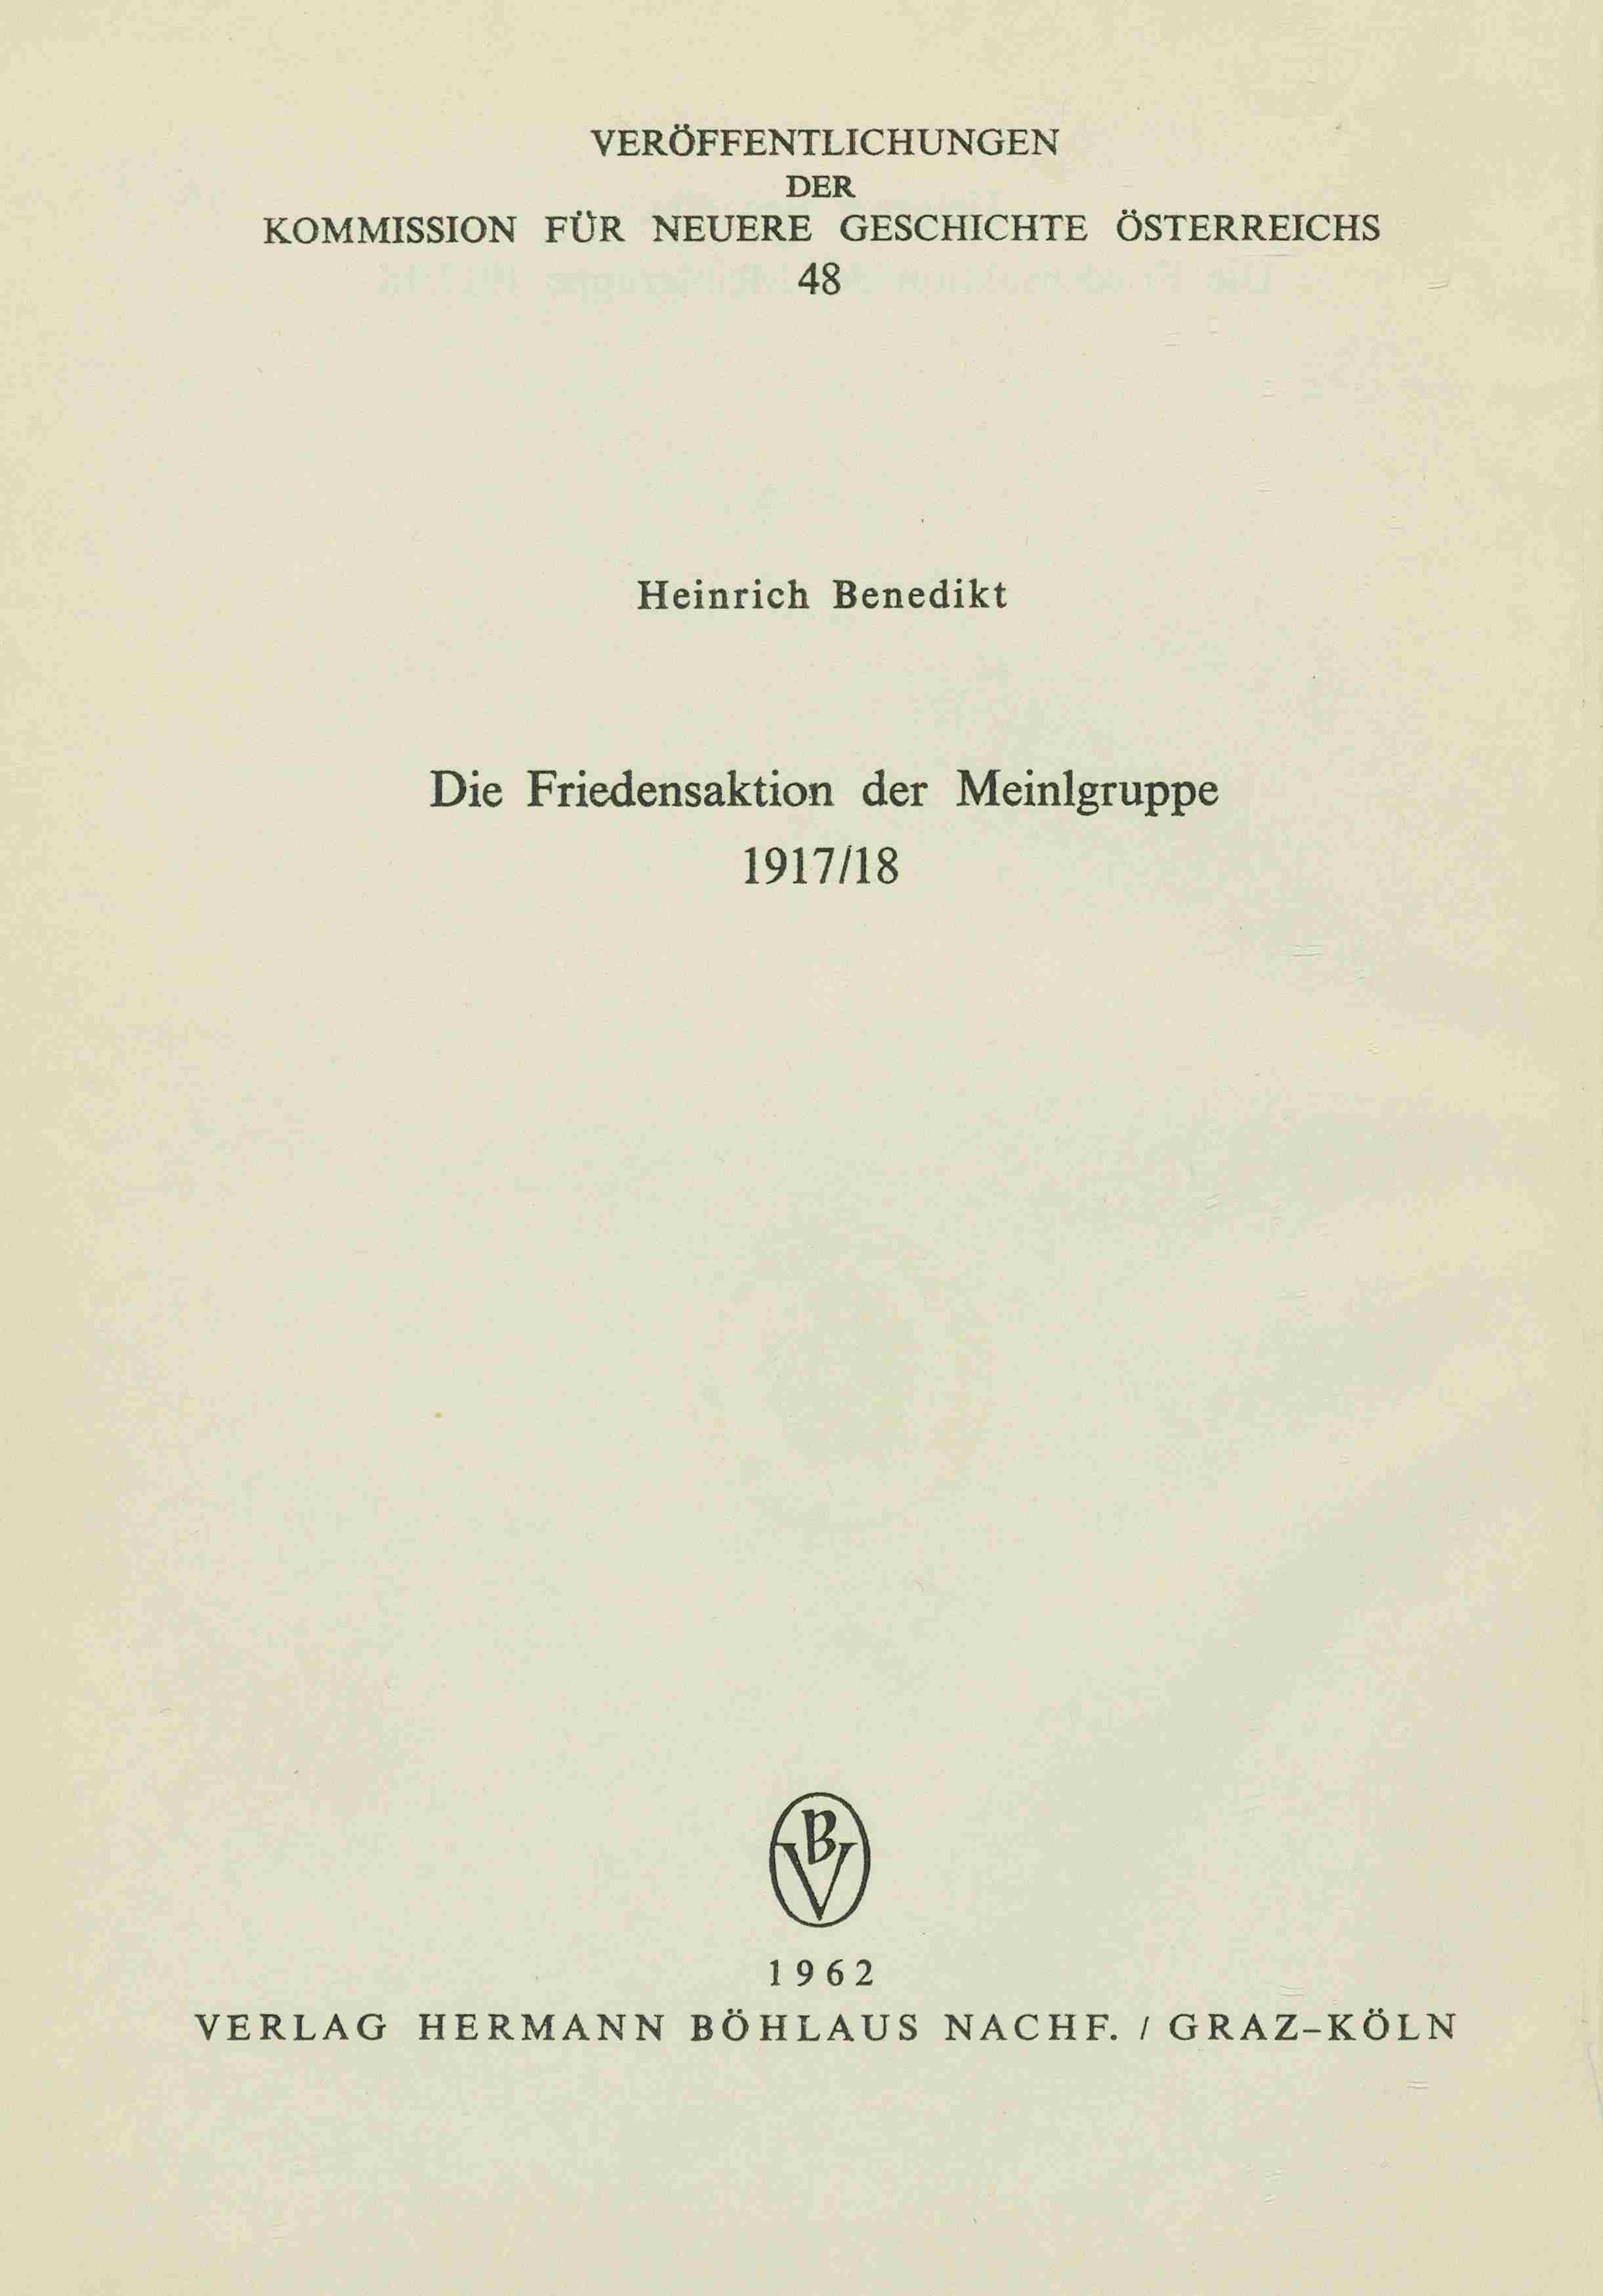 VERÖFFENTLICHUNGEN
DER
KOMMISSION FÜR NEUERE GESCHICHTE ÖSTERREICHS
48
Heinrich Benedikt
Die Friedensaktion der Meinlgruppe
1917/18
BV
1962
VERLAG HERMANN BÖHLAUS NACHF. / GRAZ–KÖLN